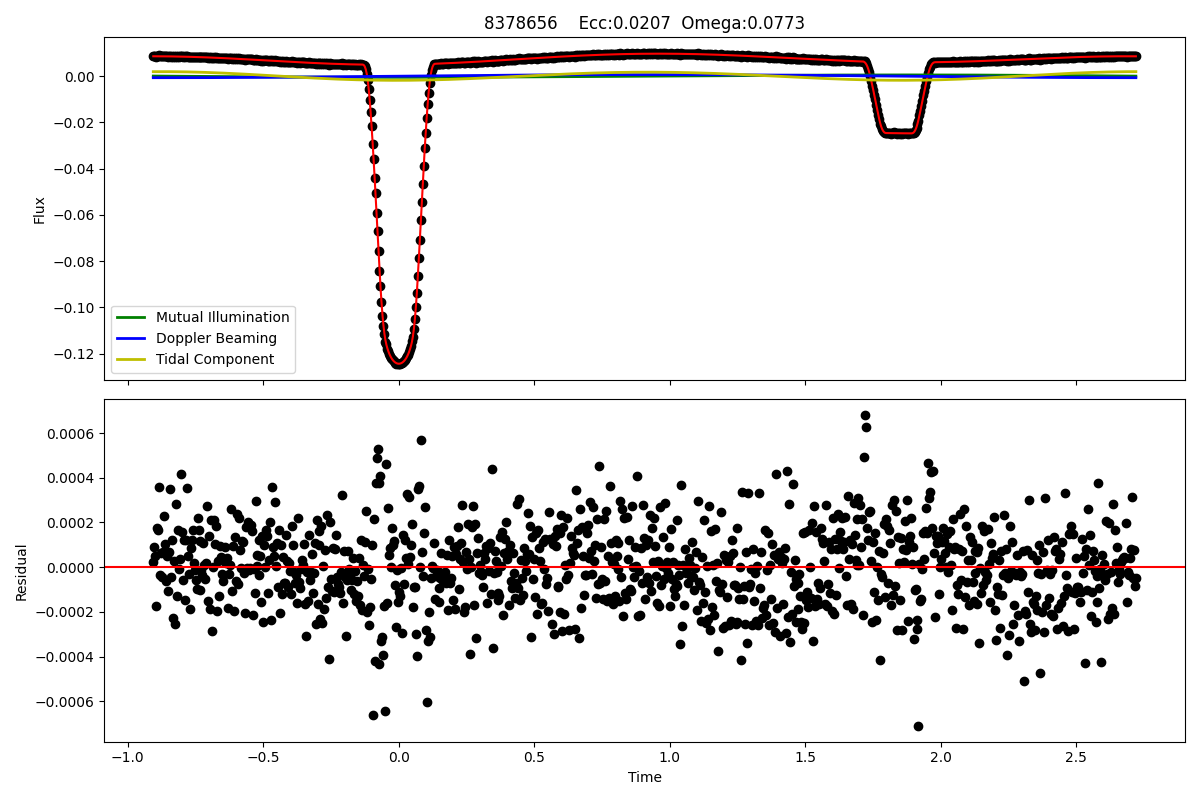 8378656    Ecc:0.0207  Omega:0.0773
0.00
−0.02
−0.04
−0.06
−0.08
−0.10
−0.12
Flux
Mutual Illumination
Doppler Beaming
Tidal Component
0.0006
0.0004
0.0002
0.0000
−0.0002
−0.0004
−0.0006
Residual
−1.0 −0.5 0.0 0.5 1.0 1.5 2.0 2.5
Time